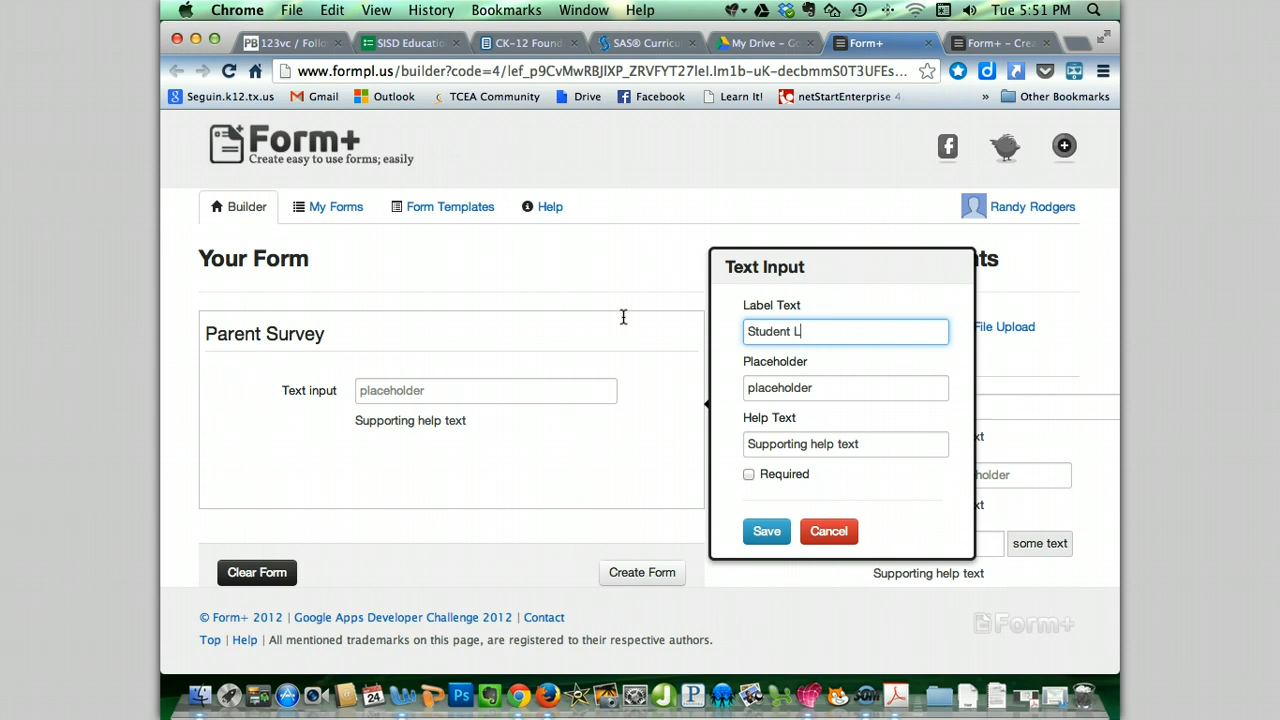 Chrome File Edit View History Bookmarks Window Help Tue 5:51 PM
123vc / Follo SISD Educatio CK-12 Found SAS® Curricul My Drive - Go Form+ Form+ - Crea
www.formp.us/builder?code=4/lef_p9CvMwRBJlXP_ZRVFYT27leI.Im1b-uK-decbmmS0T3UFEs...
Seguin.k12.tx.us Gmail Outlook TCEA Community Drive Facebook Learn It! netStartEnterprise 4. » Other Bookmarks
Form+
Create easy to use forms; easily
Builder My Forms Form Templates Help Randy Rodgers
Your Form
nts
Text Input
Label Text
Student L
File Upload
Parent Survey
Placeholder
placeholder
Text input placeholder
Help Text
Supporting help text
Supporting help text
xt
Required
holder
xt
Save Cancel
some text
Supporting help text
Clear Form Create Form
© Form+ 2012 | Google Apps Developer Challenge 2012 | Contact
Top | Help | All mentioned trademarks on this page, are registered to their respective authors.
Form+